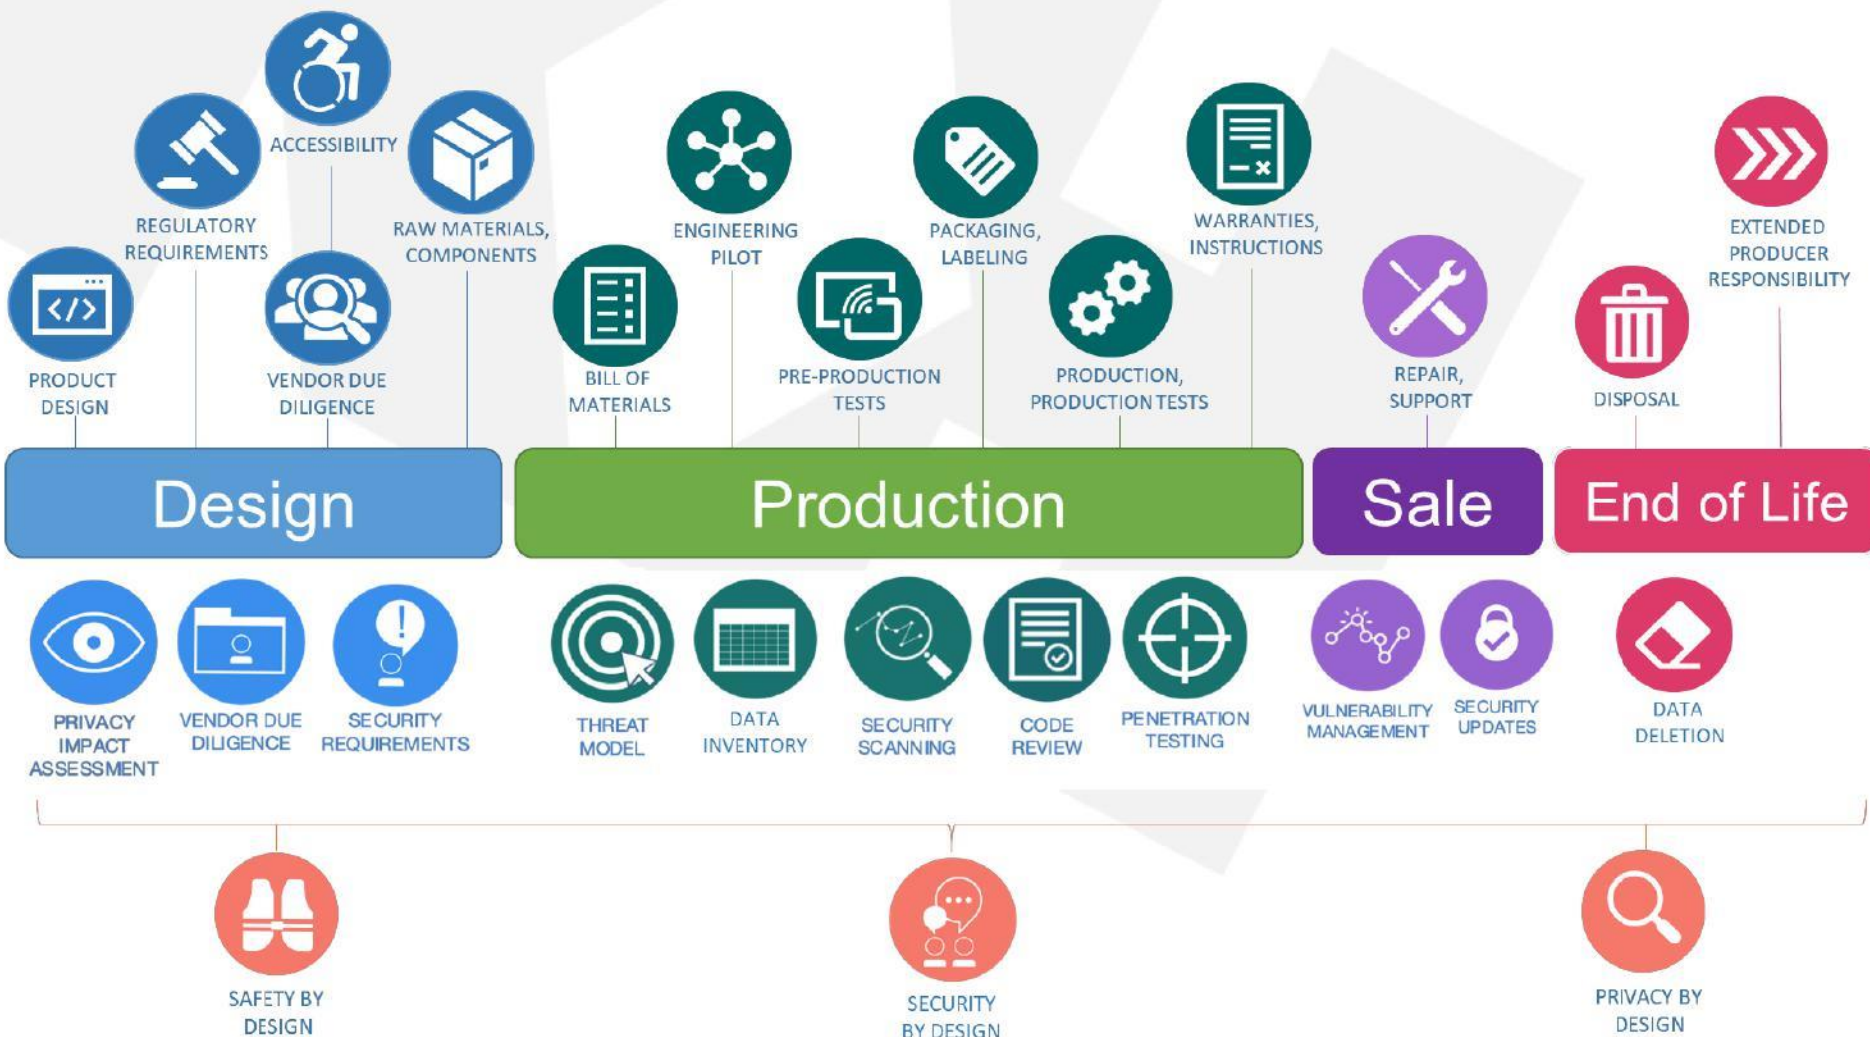 ACCESSIBILITY
REGULATORY
REQUIREMENTS
RAW MATERIALS,
COMPONENTS
PRODUCT
DESIGN
VENDOR DUE
DILIGENCE
ENGINEERING
PILOT
PACKAGING,
LABELING
WARRANTIES,
INSTRUCTIONS
BILL OF
MATERIALS
PRE-PRODUCTION
TESTS
PRODUCTION,
PRODUCTION TESTS
REPAIR,
SUPPORT
EXTENDED
PRODUCER
RESPONSIBILITY
DISPOSAL
Design
Production
Sale
End of Life
PRIVACY
IMPACT
ASSESSMENT
VENDOR DUE
DILIGENCE
SECURITY
REQUIREMENTS
THREAT
MODEL
DATA
INVENTORY
SECURITY
SCANNING
CODE
REVIEW
PENETRATION
TESTING
VULNERABILITY
MANAGEMENT
SECURITY
UPDATES
DATA
DELETION
SAFETY BY
DESIGN
SECURITY
BY DESIGN
PRIVACY BY
DESIGN